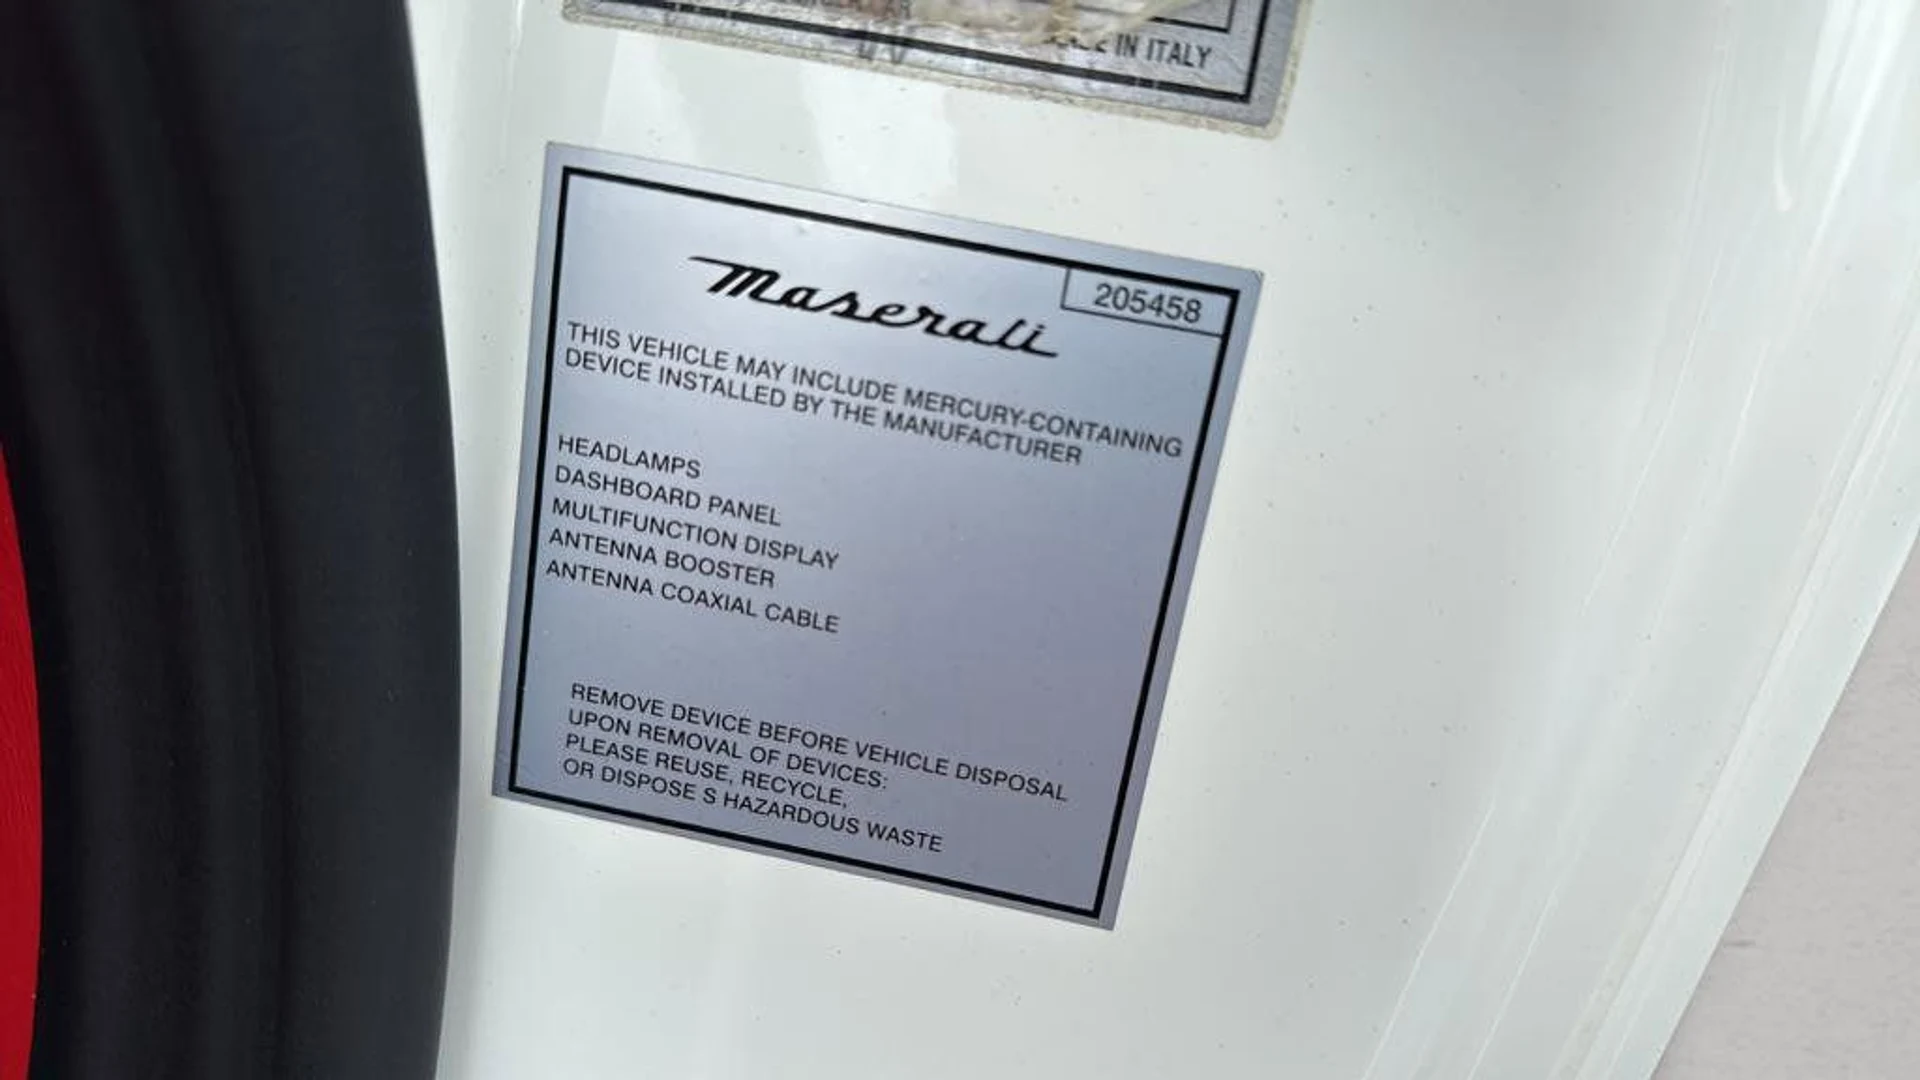 IN ITALY
Maserati
205458
THIS VEHICLE MAY INCLUDE MERCURY-CONTAINING
DEVICE INSTALLED BY THE MANUFACTURER
HEADLAMPS
DASHBOARD PANEL
MULTIFUNCTION DISPLAY
ANTENNA BOOSTER
ANTENNA COAXIAL CABLE
REMOVE DEVICE BEFORE VEHICLE DISPOSAL
UPON REMOVAL OF DEVICES:
PLEASE REUSE, RECYCLE,
OR DISPOSE S HAZARDOUS WASTE